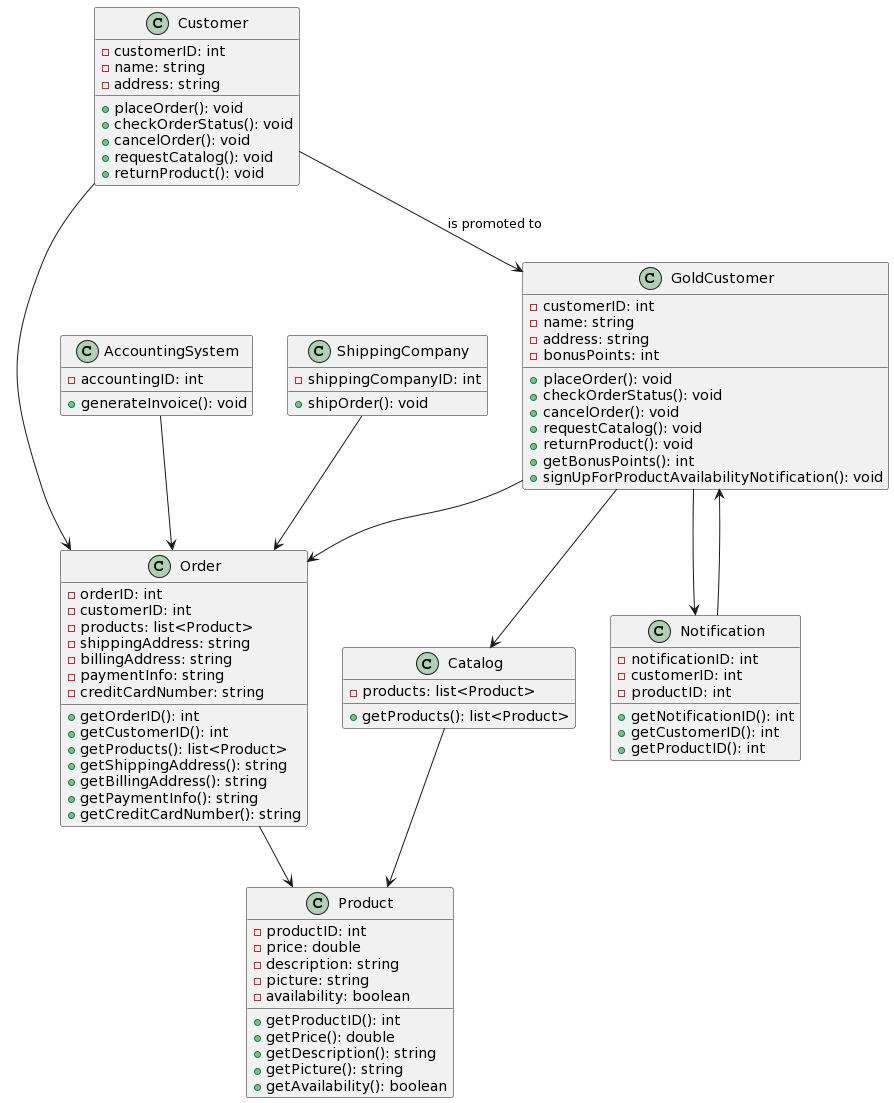 C Customer
customerID: int
name: string
address: string
placeOrder(): void
checkOrderStatus(): void
cancelOrder(): void
requestCatalog(): void
returnProduct(): void
is promoted to
C GoldCustomer
customerID: int
name: string
address: string
bonusPoints: int
placeOrder(): void
checkOrderStatus(): void
cancelOrder(): void
requestCatalog(): void
returnProduct(): void
getBonusPoints(): int
signUpForProductAvailabilityNotification(): void
C AccountingSystem
accountingID: int
generateInvoice(): void
C ShippingCompany
shippingCompanyID: int
shipOrder(): void
C Order
orderID: int
customerID: int
products: list<Product>
shippingAddress: string
billingAddress: string
paymentInfo: string
creditCardNumber: string
getOrderID(): int
getCustomerID(): int
getProducts(): list<Product>
getShippingAddress(): string
getBillingAddress(): string
getPaymentInfo(): string
getCreditCardNumber(): string
C Catalog
products: list<Product>
getProducts(): list<Product>
C Notification
notificationID: int
customerID: int
productID: int
getNotificationID(): int
getCustomerID(): int
getProductID(): int
C Product
productID: int
price: double
description: string
picture: string
availability: boolean
getProductID(): int
getPrice(): double
getDescription(): string
getPicture(): string
getAvailability(): boolean